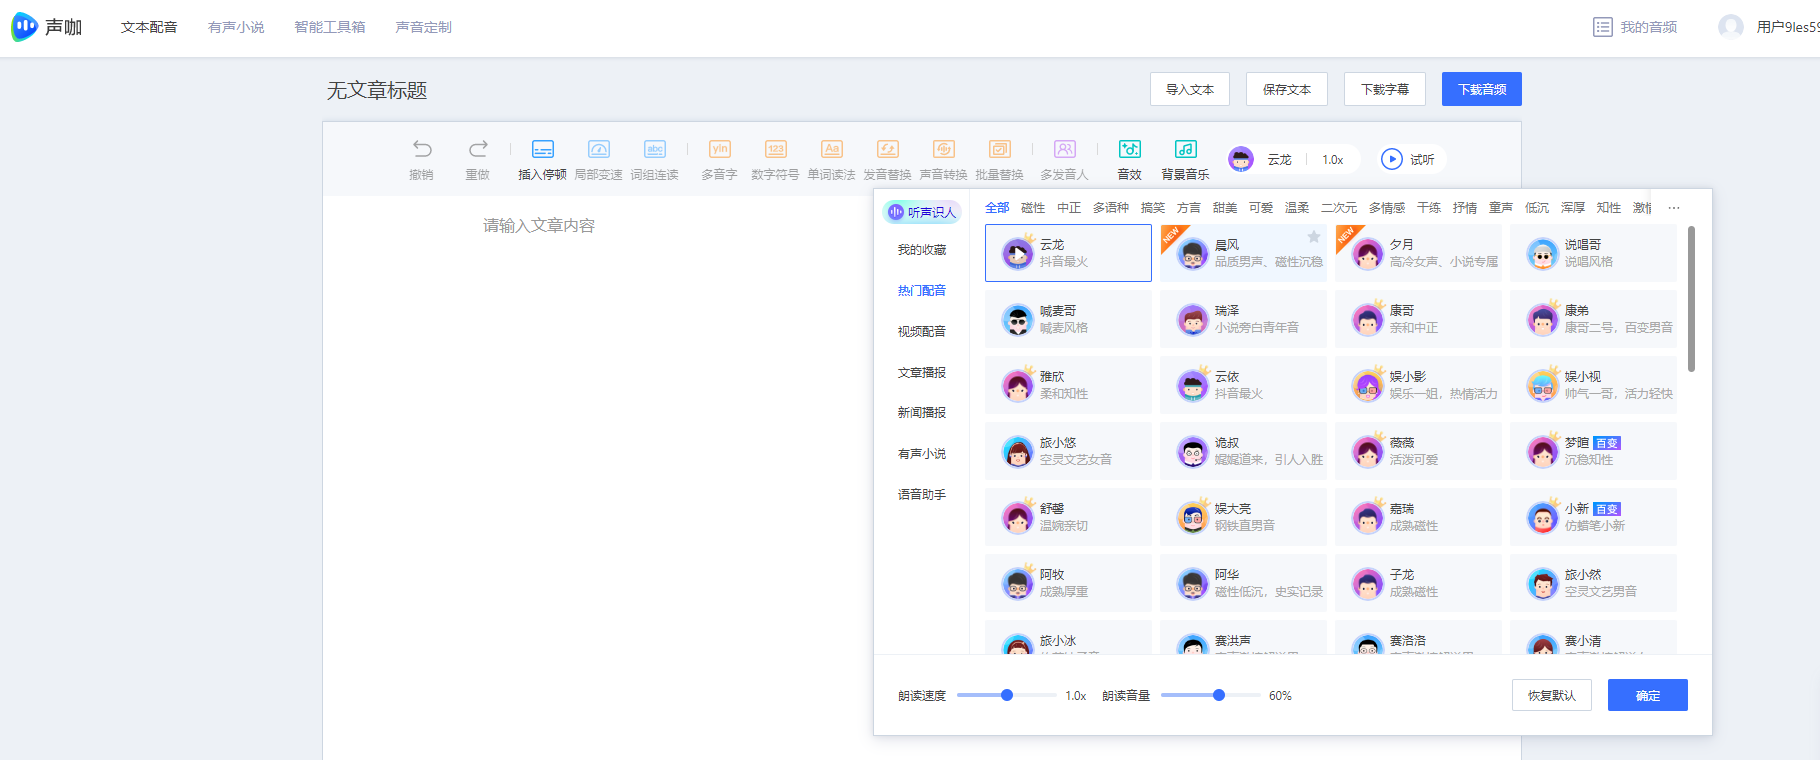 声咖 文本配音 有声小说 智能工具箱 声音定制 我的音频
无文章标题 导入文本 保存文本 下载字幕 下载音频
撤销 重做 插入停顿 局部变速 词组连读 多音字 数字符号 单词读法 发音替换 声音转换 批量替换 多发音人 音效 背景音乐 云龙 1.0x 试听
yin 123 Aa abc
请输入文章内容
听声识人
我的收藏
热门配音
视频配音
文章播报
新闻播报
有声小说
语音助手
全部 磁性 中正 多语种 搞笑 方言 甜美 可爱 温柔 二次元 多情感 干练 抒情 童声 低沉 浑厚 知性 ...
云龙
抖音最火
NEW
晨风
品质男声、磁性沉稳
NEW
夕月
高冷女声、小说专属
说唱哥
说唱风格
喊麦哥
喊麦风格
瑞泽
小说旁白青年音
康哥
亲和中正
康弟
康哥二号，百变男音
雅欣
柔和知性
云依
抖音最火
娱小影
娱乐一姐，热情活力
娱小视
帅气一哥，活力轻快
旅小悠
空灵文艺女音
诡叔
娓娓道来，引人入胜
薇薇
活泼可爱
梦暄 百变
沉稳知性
舒馨
温婉亲切
娱大亮
钢铁直男音
嘉瑞
成熟磁性
小新 百变
仿蜡笔小新
阿牧
成熟厚重
阿华
磁性低沉，史实记录
子龙
成熟磁性
旅小然
空灵文艺男音
旅小冰
赛洪声
赛洛洛
赛小清
朗读速度 1.0x 朗读音量 60% 恢复默认 确定